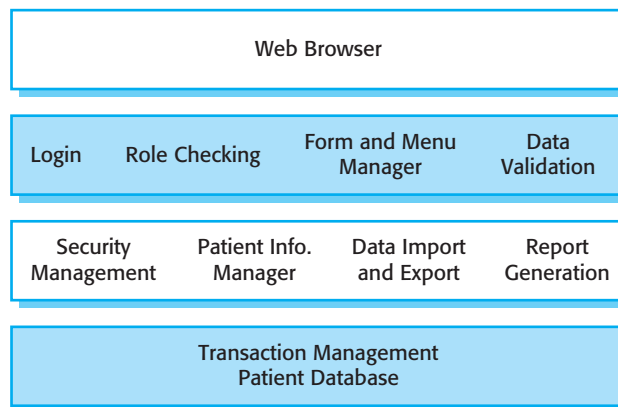 Web Browser
Login
Role Checking
Form and Menu
Manager
Data
Validation
Security
Management
Patient Info.
Manager
Data Import
and Export
Report
Generation
Transaction Management
Patient Database